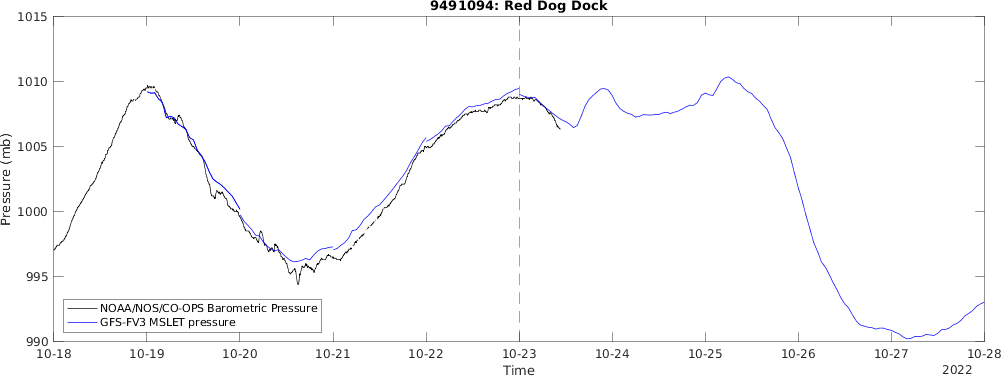 9491094: Red Dog Dock
Pressure (mb)
1015
1010
1005
1000
995
990
NOAA/NOS/CO-OPS Barometric Pressure
GFS-FV3 MSLET pressure
10-18 10-19 10-20 10-21 10-22 10-23 10-24 10-25 10-26 10-27 10-28
Time
2022